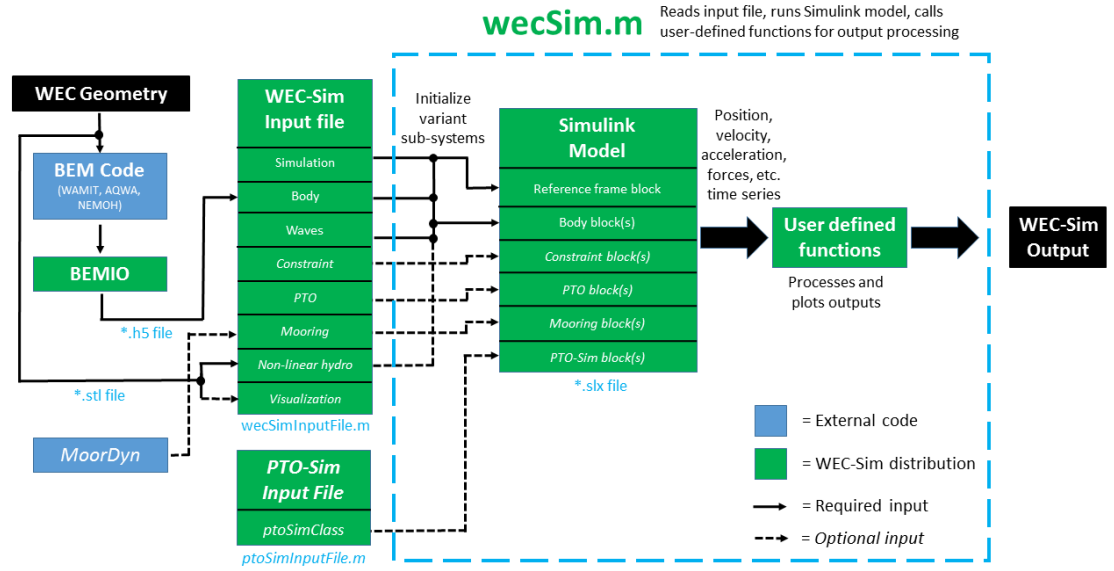 wecSim.m
Reads input file, runs Simulink model, calls
user-defined functions for output processing
WEC Geometry
BEM Code
(WAMIT, AQWA,
NEMOH)
BEMIO
*.h5 file
*.stl file
MoorDyn
WEC-Sim
Input file
Simulation
Body
Waves
Constraint
PTO
Mooring
Non-linear hydro
Visualization
wecSimInputFile.m
PTO-Sim
Input File
ptoSimClass
ptoSimInputFile.m
Initialize
variant
sub-systems
Simulink
Model
Reference frame block
Body block(s)
Constraint block(s)
PTO block(s)
Mooring block(s)
PTO-Sim block(s)
*.slx file
Position,
velocity,
acceleration,
forces, etc.
time series
User defined
functions
Processes and
plots outputs
WEC-Sim
Output
= External code
= WEC-Sim distribution
= Required input
= Optional input